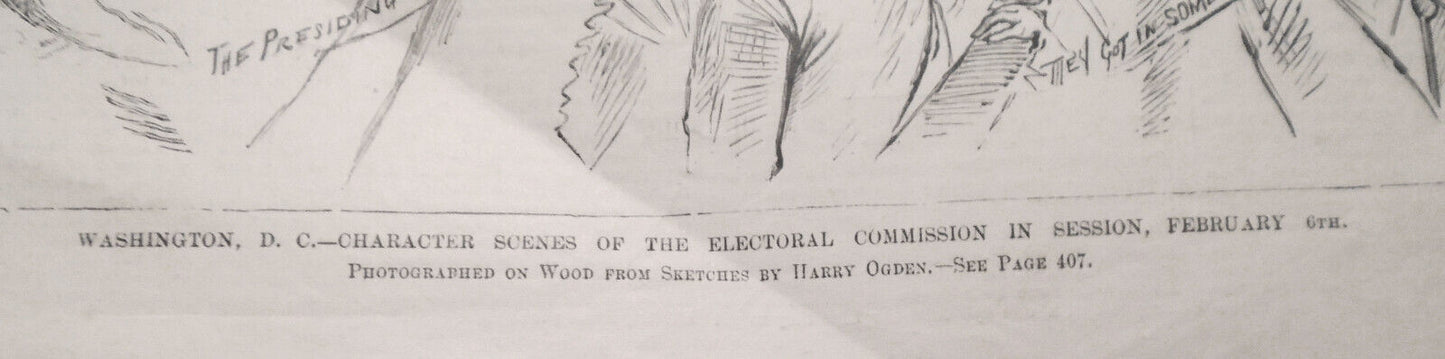 THE PRESIDING
THEY GOT IN SOME
WASHINGTON, D. C.—CHARACTER SCENES OF THE ELECTORAL COMMISSION IN SESSION, FEBRUARY 6TH.
PHOTOGRAPHED ON WOOD FROM SKETCHES BY HARRY OGDEN.—SEE PAGE 407.